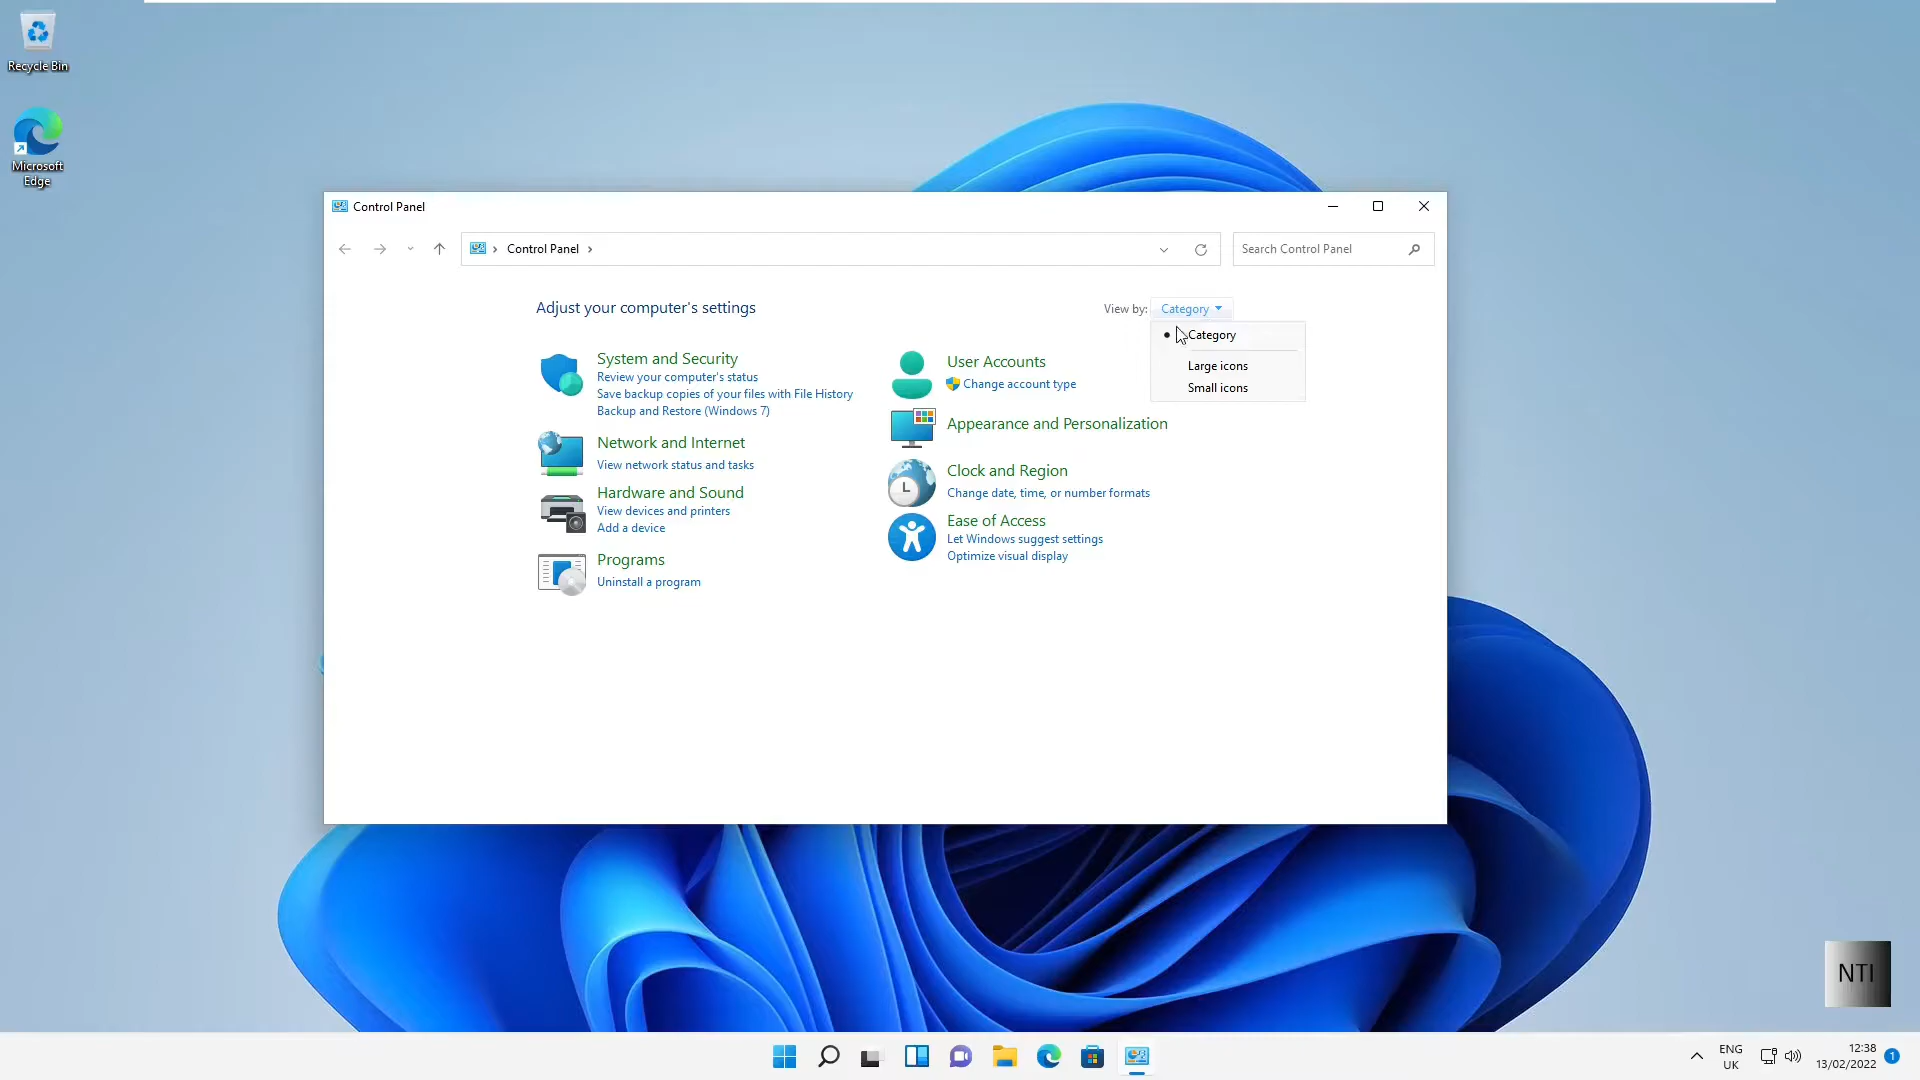 Recycle Bin
Microsoft
Edge
Control Panel
Control Panel
Search Control Panel
Adjust your computer's settings
View by: Category
Category
Large icons
Small icons
System and Security
Review your computer's status
Save backup copies of your files with File History
Backup and Restore (Windows 7)
Network and Internet
View network status and tasks
Hardware and Sound
View devices and printers
Add a device
Programs
Uninstall a program
User Accounts
Change account type
Appearance and Personalization
Clock and Region
Change date, time, or number formats
Ease of Access
Let Windows suggest settings
Optimize visual display
NTI
ENG
UK
12:38
13/02/2022
1